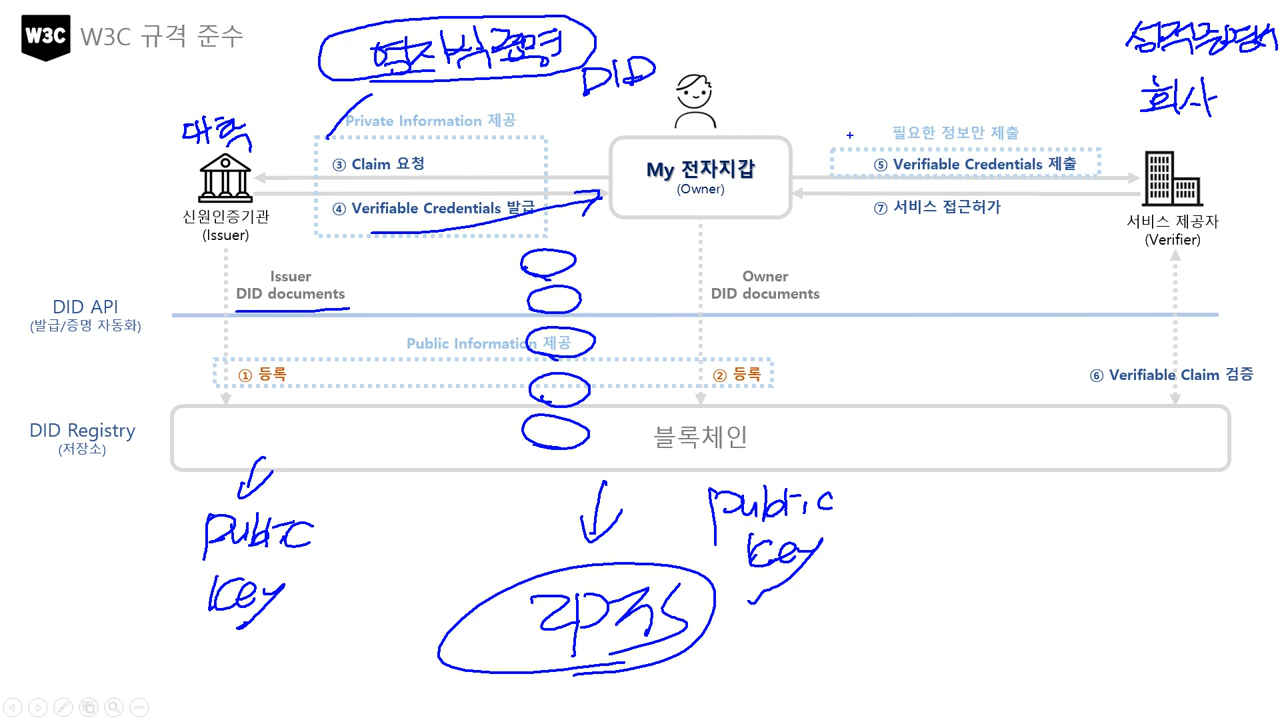 W3C W3C 규격 준수
영지식증명
DID
성적증명서
회사
대학
Private Information 제공
③ Claim 요청
④ Verifiable Credentials 발급
신원인증기관
(Issuer)
My 전자지갑
(Owner)
필요한 정보만 제출
⑤ Verifiable Credentials 제출
⑦ 서비스 접근허가
서비스 제공자
(Verifier)
Issuer
DID documents
Owner
DID documents
DID API
(발급/증명 자동화)
Public Information 제공
① 등록
② 등록
⑥ Verifiable Claim 검증
DID Registry
(저장소)
블록체인
public
key
public
key